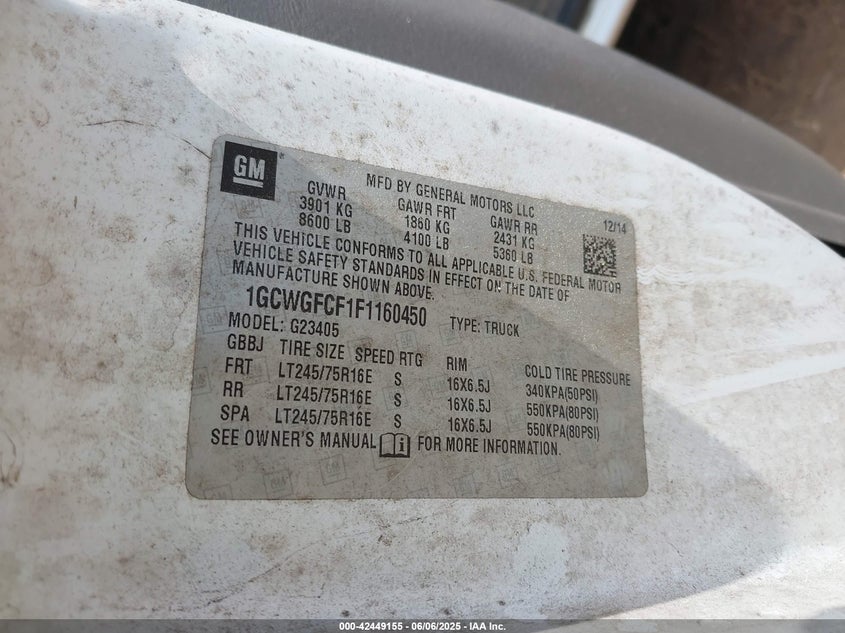 GM
MFD BY GENERAL MOTORS LLC
GVWR GAWR FRT GAWR RR 12/14
3901 KG 1860 KG 2431 KG
8600 LB 4100 LB 5360 LB
THIS VEHICLE CONFORMS TO ALL APPLICABLE U.S. FEDERAL MOTOR
VEHICLE SAFETY STANDARDS IN EFFECT ON THE DATE OF
MANUFACTURE SHOWN ABOVE.
1GCWGFCF1F1160450 TYPE: TRUCK
MODEL: G23405
GBBJ TIRE SIZE SPEED RTG RIM COLD TIRE PRESSURE
FRT LT245/75R16E S 16X6.5J 340KPA(50PSI)
RR LT245/75R16E S 16X6.5J 550KPA(80PSI)
SPA LT245/75R16E S 16X6.5J 550KPA(80PSI)
SEE OWNER'S MANUAL FOR MORE INFORMATION.
000-42449155 - 06/06/2025 - IAA Inc.